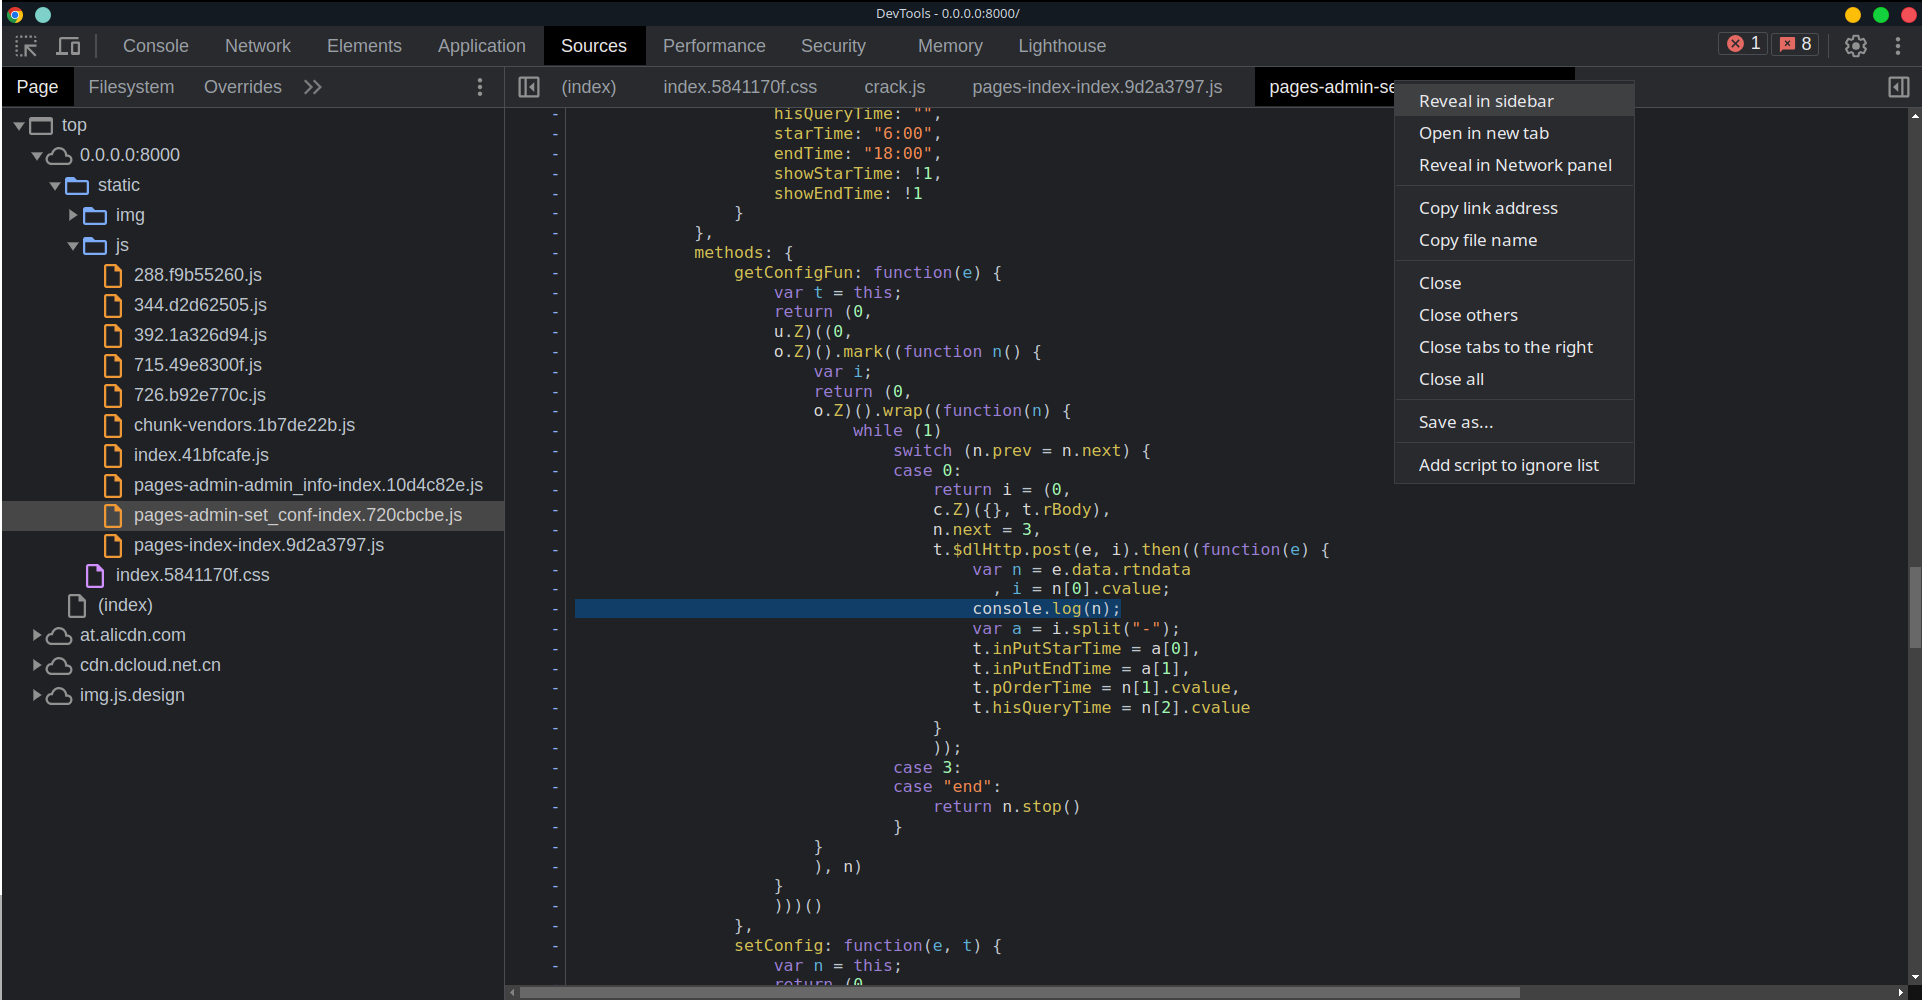 DevTools - 0.0.0.0:8000/
Console Network Elements Application Sources Performance Security Memory Lighthouse 1 8
Page Filesystem Overrides
(index) index.5841170f.css crack.js pages-index-index.9d2a3797.js pages-admin-se
top
0.0.0.0:8000
static
img
js
288.f9b55260.js
344.d2d62505.js
392.1a326d94.js
715.49e8300f.js
726.b92e770c.js
chunk-vendors.1b7de22b.js
index.41bfcafe.js
pages-admin-admin_info-index.10d4c82e.js
pages-admin-set_conf-index.720cbcbe.js
pages-index-index.9d2a3797.js
index.5841170f.css
(index)
at.alicdn.com
cdn.dcloud.net.cn
img.js.design
- hisQueryTime: "",
- starTime: "6:00",
- endTime: "18:00",
- showStarTime: !1,
- showEndTime: !1
- }
- },
- methods: {
- getConfigFun: function(e) {
- var t = this;
- return (0,
- u.Z)((0,
- o.Z)().mark((function n() {
- var i;
- return (0,
- o.Z)().wrap((function(n) {
- while (1)
- switch (n.prev = n.next) {
- case 0:
- return i = (0,
- c.Z)({}, t.rBody),
- n.next = 3,
- t.$dlHttp.post(e, i).then((function(e) {
- var n = e.data.rtndata
- , i = n[0].cvalue;
- console.log(n);
- var a = i.split("-");
- t.inPutStarTime = a[0],
- t.inPutEndTime = a[1],
- t.pOrderTime = n[1].cvalue,
- t.hisQueryTime = n[2].cvalue
- }
- ));
- case 3:
- case "end":
- return n.stop()
- }
- }
- ), n)
- }
- )))()
- },
- setConfig: function(e, t) {
- var n = this;
return (0,
Reveal in sidebar
Open in new tab
Reveal in Network panel
Copy link address
Copy file name
Close
Close others
Close tabs to the right
Close all
Save as...
Add script to ignore list